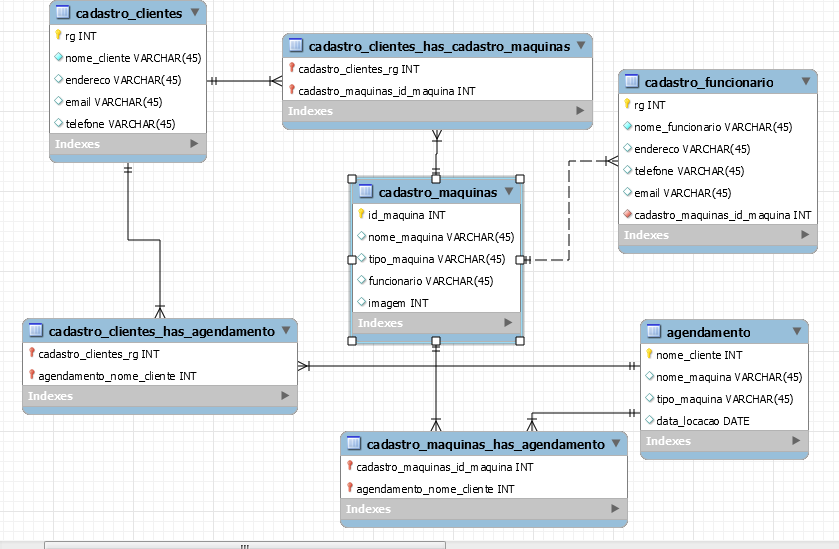 cadastro_clientes
rg INT
nome_cliente VARCHAR(45)
endereco VARCHAR(45)
email VARCHAR(45)
telefone VARCHAR(45)
Indexes
cadastro_clientes_has_cadastro_maquinas
cadastro_clientes_rg INT
cadastro_maquinas_id_maquina INT
Indexes
cadastro_funcionario
rg INT
nome_funcionario VARCHAR(45)
endereco VARCHAR(45)
telefone VARCHAR(45)
email VARCHAR(45)
cadastro_maquinas_id_maquina INT
Indexes
cadastro_maquinas
id_maquina INT
nome_maquina VARCHAR(45)
tipo_maquina VARCHAR(45)
funcionario VARCHAR(45)
imagem INT
Indexes
cadastro_clientes_has_agendamento
cadastro_clientes_rg INT
agendamento_nome_cliente INT
Indexes
agendamento
nome_cliente INT
nome_maquina VARCHAR(45)
tipo_maquina VARCHAR(45)
data_locacao DATE
Indexes
cadastro_maquinas_has_agendamento
cadastro_maquinas_id_maquina INT
agendamento_nome_cliente INT
Indexes